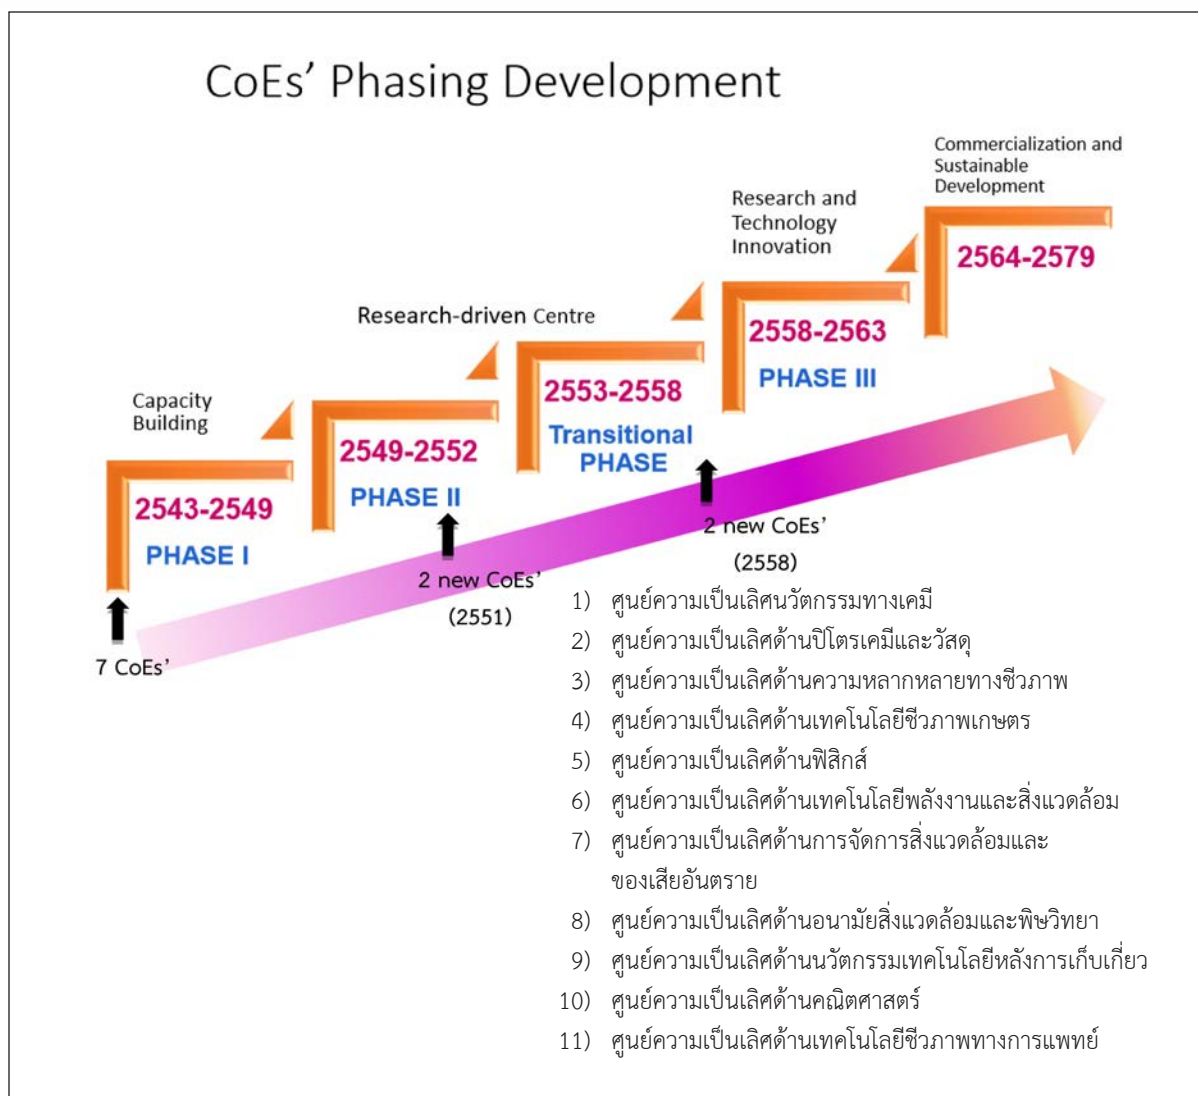 CoEs’ Phasing Development
Commercialization and
Sustainable
Development
2564-2579
Research and
Technology
Innovation
2558-2563
PHASE III
Research-driven Centre
2553-2558
Transitional
PHASE
Capacity
Building
2549-2552
PHASE II
2543-2549
PHASE I
7 CoEs’
2 new CoEs’
(2551)
2 new CoEs’
(2558)
1) ศูนย์ความเป็นเลิศนวัตกรรมทางเคมี
2) ศูนย์ความเป็นเลิศด้านปิโตรเคมีและวัสดุ
3) ศูนย์ความเป็นเลิศด้านความหลากหลายทางชีวภาพ
4) ศูนย์ความเป็นเลิศด้านเทคโนโลยีชีวภาพเกษตร
5) ศูนย์ความเป็นเลิศด้านฟิสิกส์
6) ศูนย์ความเป็นเลิศด้านเทคโนโลยีพลังงานและสิ่งแวดล้อม
7) ศูนย์ความเป็นเลิศด้านการจัดการสิ่งแวดล้อมและ
ของเสียอันตราย
8) ศูนย์ความเป็นเลิศด้านอนามัยสิ่งแวดล้อมและพิษวิทยา
9) ศูนย์ความเป็นเลิศด้านนวัตกรรมเทคโนโลยีหลังการเก็บเกี่ยว
10) ศูนย์ความเป็นเลิศด้านคณิตศาสตร์
11) ศูนย์ความเป็นเลิศด้านเทคโนโลยีชีวภาพทางการแพทย์